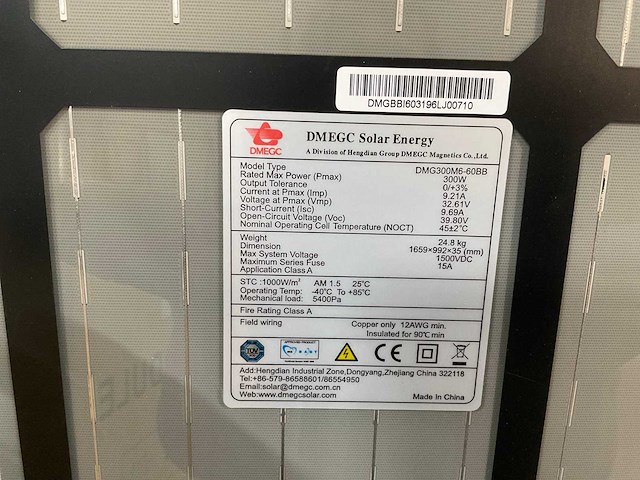 DMGBBI603196LJ00710
DMEGC
DMEGC Solar Energy
A Division of Hengdian Group DMEGC Magnetics Co.,Ltd.
Model Type DMG300M6-60BB
Rated Max Power (Pmax) 300W
Output Tolerance 0/+3%
Current at Pmax (Imp) 9.21A
Voltage at Pmax (Vmp) 32.61V
Short-Current (Isc) 9.69A
Open-Circuit Voltage (Voc) 39.80V
Nominal Operating Cell Temperature (NOCT) 45±2°C
Weight 24.8 kg
Dimension 1659×992×35 (mm)
Max System Voltage 1500VDC
Maximum Series Fuse 15A
Application Class A
STC :1000W/m² AM 1.5 25°C
Operating Temp: -40°C To +85°C
Mechanical load: 5400Pa
Fire Rating Class A
Field wiring Copper only 12AWG min.
Insulated for 90°C min
CE
Add:Hengdian Industrial Zone,Dongyang,Zhejiang China 322118
Tel:+86-579-86588601/86554950
Email:solar@dmegc.com.cn
Web:www.dmegcsolar.com Made In China